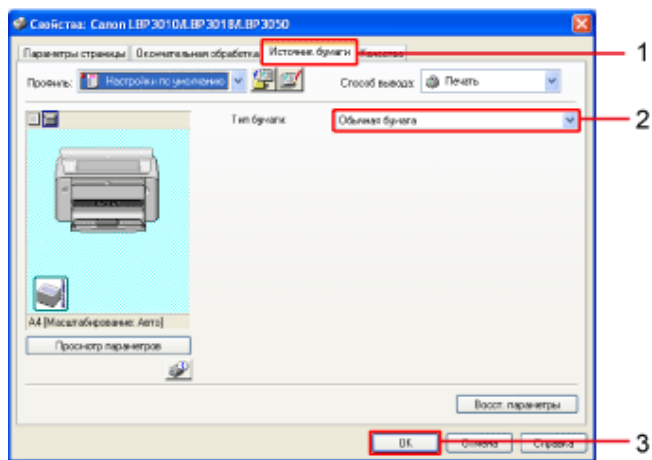 Свойства: Canon LBP3010/LBP3018/LBP3050
Параметры страницы Окончательная обработка Источник бумаги Качество
1
Профиль: Настройки по умолчанию Способ вывода: Печать
Тип бумаги: Обычная бумага
2
A4 [Масштабирование: Авто]
Просмотр параметров
Восст. параметры
OK Отмена Справка
3